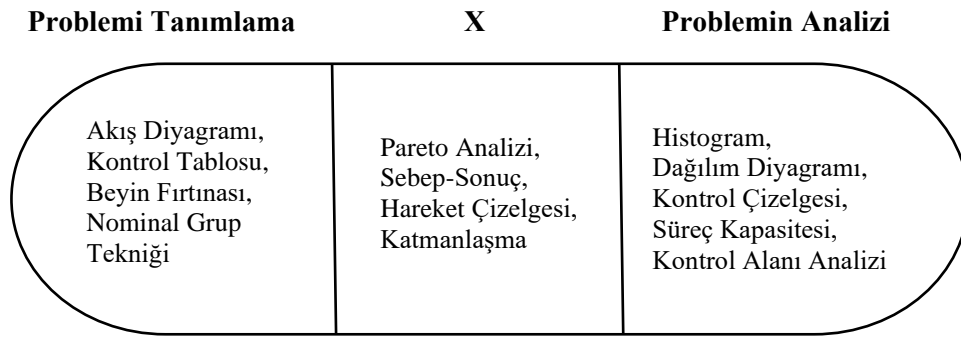 Problemi Tanımlama
X
Problemin Analizi
Akış Diyagramı,
Kontrol Tablosu,
Beyin Fırtınası,
Nominal Grup
Tekniği
Pareto Analizi,
Sebep-Sonuç,
Hareket Çizelgesi,
Katmanlaşma
Histogram,
Dağılım Diyagramı,
Kontrol Çizelgesi,
Süreç Kapasitesi,
Kontrol Alanı Analizi